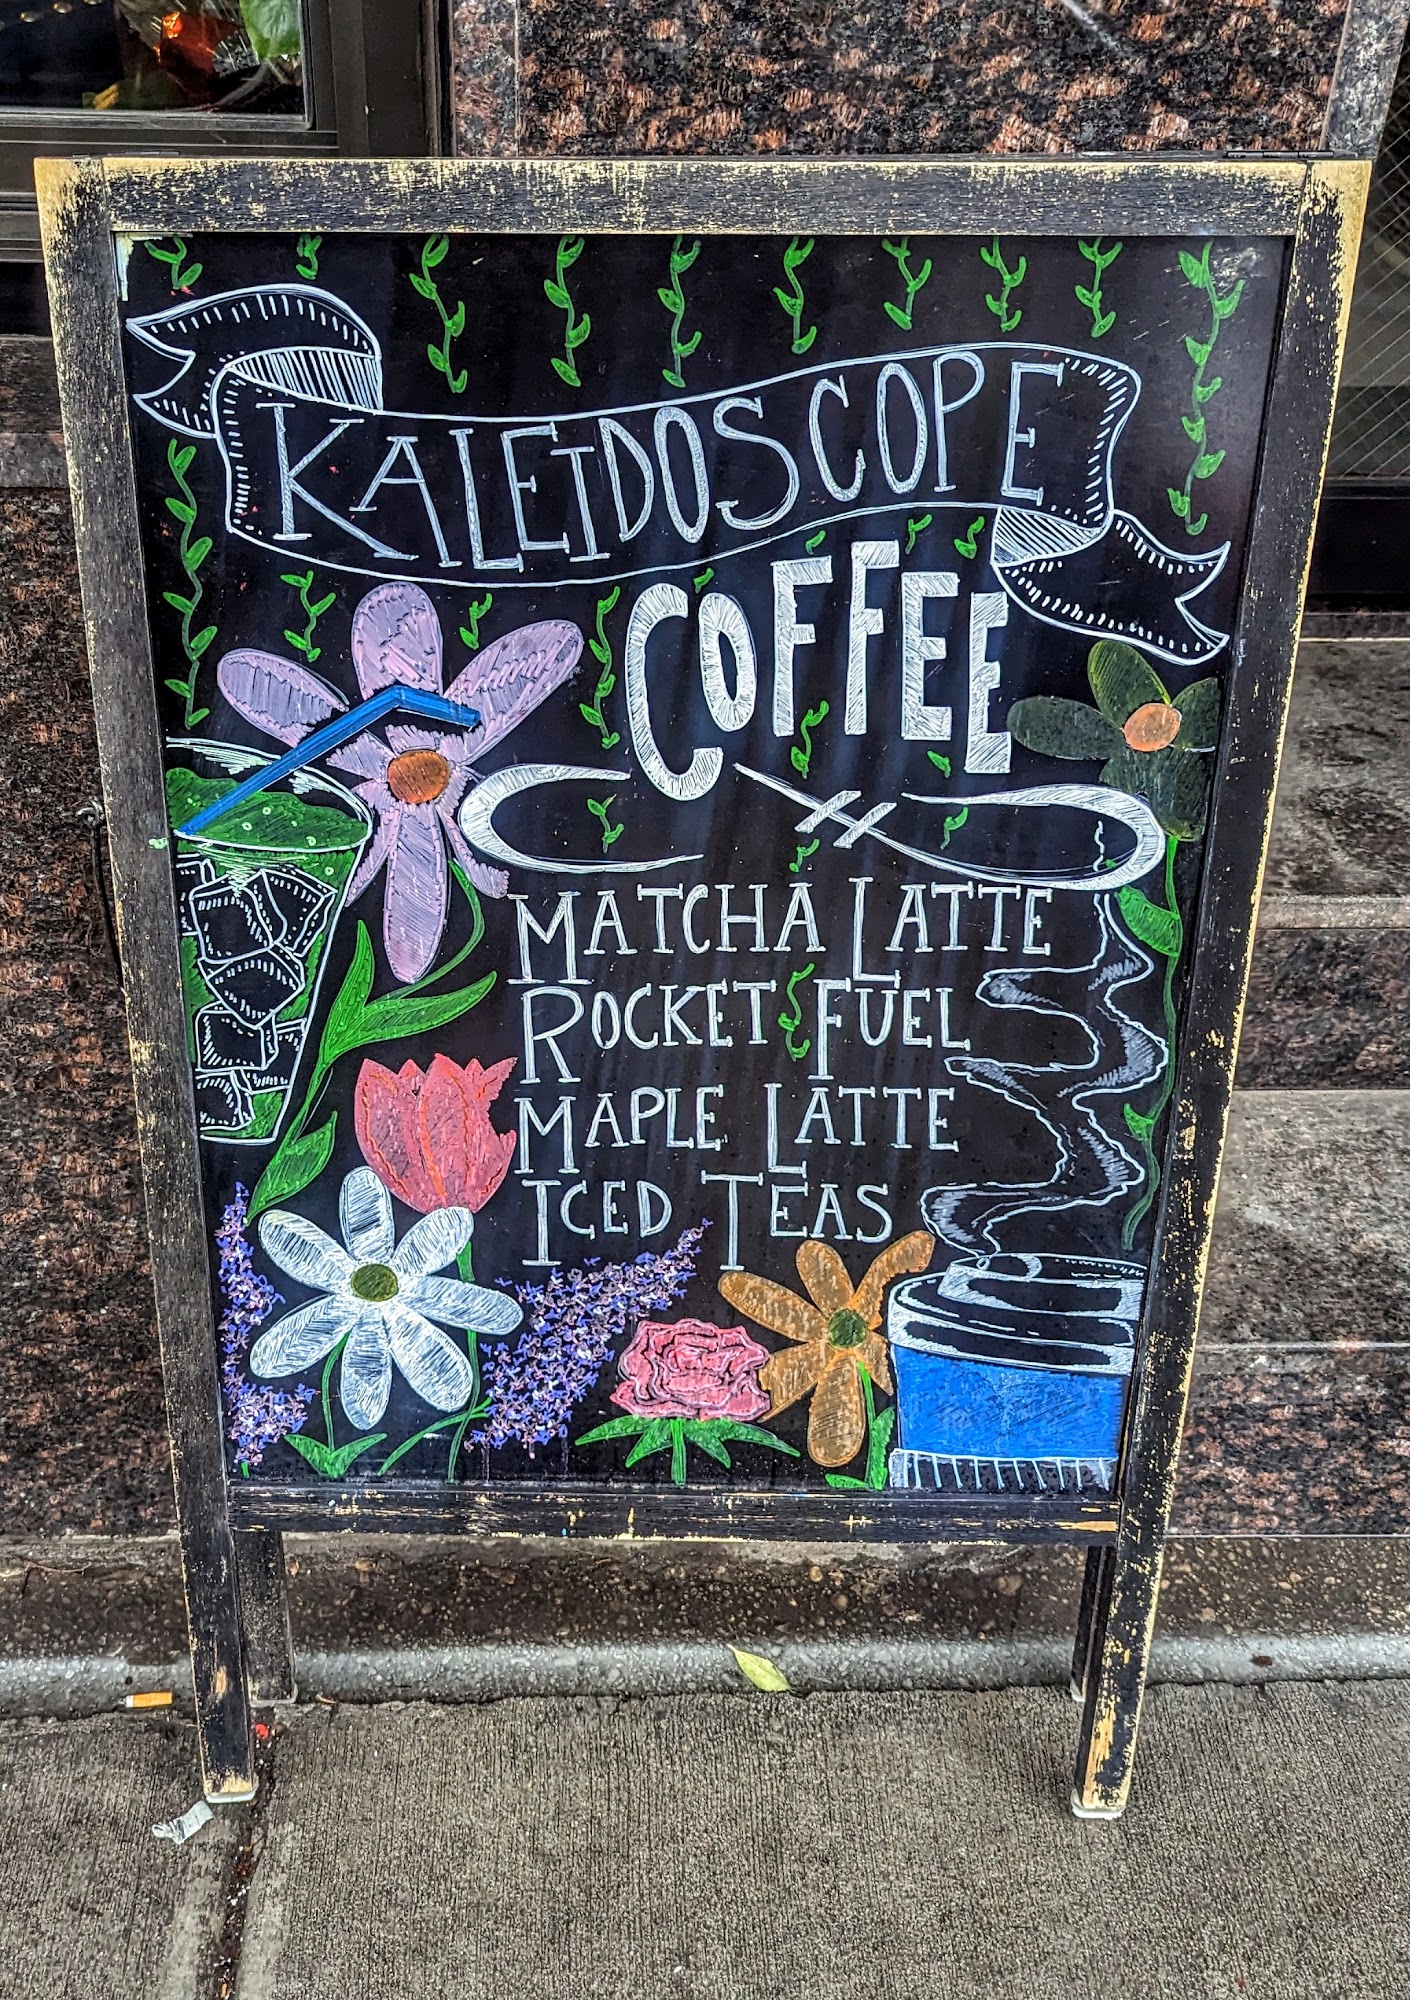 KALEIDOSCOPE
COFFEE
MATCHA LATTE
ROCKET FUEL
MAPLE LATTE
ICED TEAS